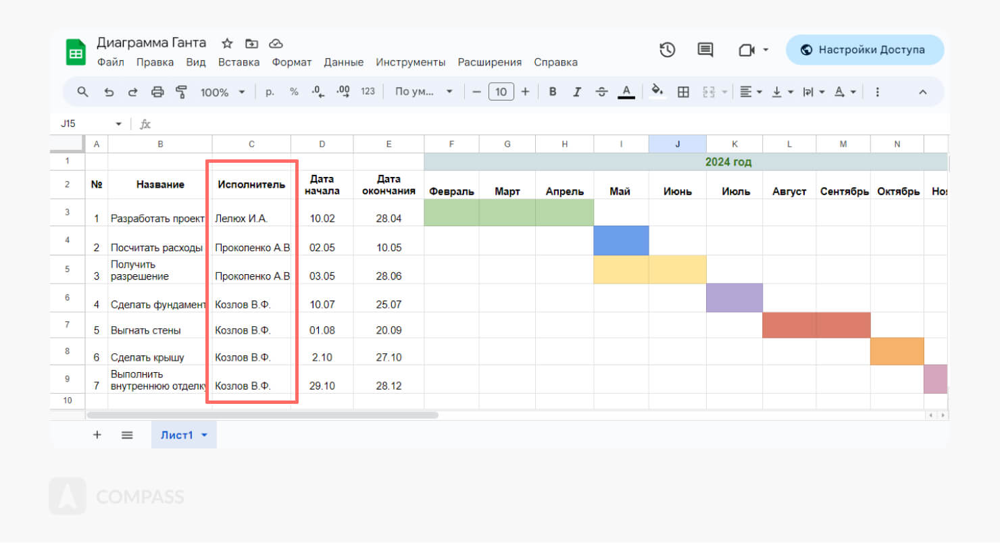 Диаграмма Ганта
Файл Правка Вид Вставка Формат Данные Инструменты Расширения Справка
Настройки Доступа
100% р. % .0 .00 123 По ум... 10 B I A A
J15 fx
A B C D E F G H I J K L M N
1 2024 год
2 № Название Исполнитель Дата начала Дата окончания Февраль Март Апрель Май Июнь Июль Август Сентябрь Октябрь Ноя
3 1 Разработать проект Лелюх И.А. 10.02 28.04
4 2 Посчитать расходы Прокопенко А.В 02.05 10.05
5 3 Получить разрешение Прокопенко А.В 03.05 28.06
6 4 Сделать фундамент Козлов В.Ф. 10.07 25.07
7 5 Выгнать стены Козлов В.Ф. 01.08 20.09
8 6 Сделать крышу Козлов В.Ф. 2.10 27.10
9 7 Выполнить внутреннюю отделку Козлов В.Ф. 29.10 28.12
10
Лист1
COMPASS